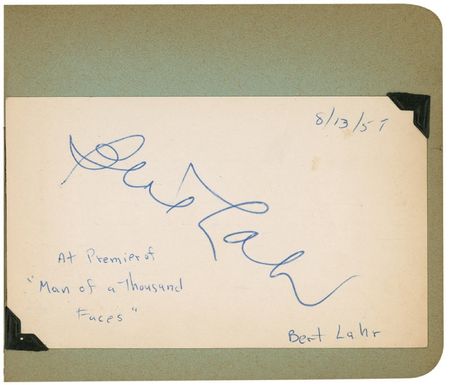 8/13/57
Bert Lahr
At Premier of
"Man of a-Thousand
Faces"
Bert Lahr